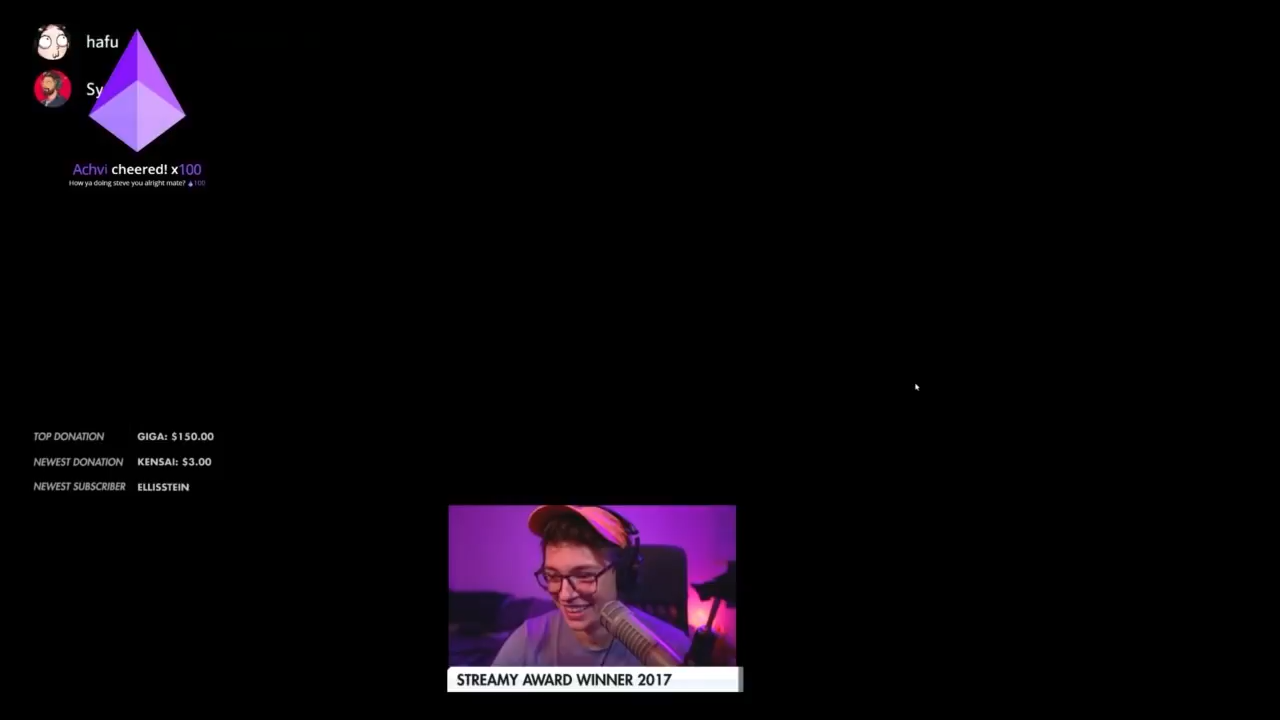 hafu
Sy
Achvi cheered! x100
How ya doing steve you alright mate? 100
TOP DONATION GIGA: $150.00
NEWEST DONATION KENSAI: $3.00
NEWEST SUBSCRIBER ELLISSTEIN
STREAMY AWARD WINNER 2017